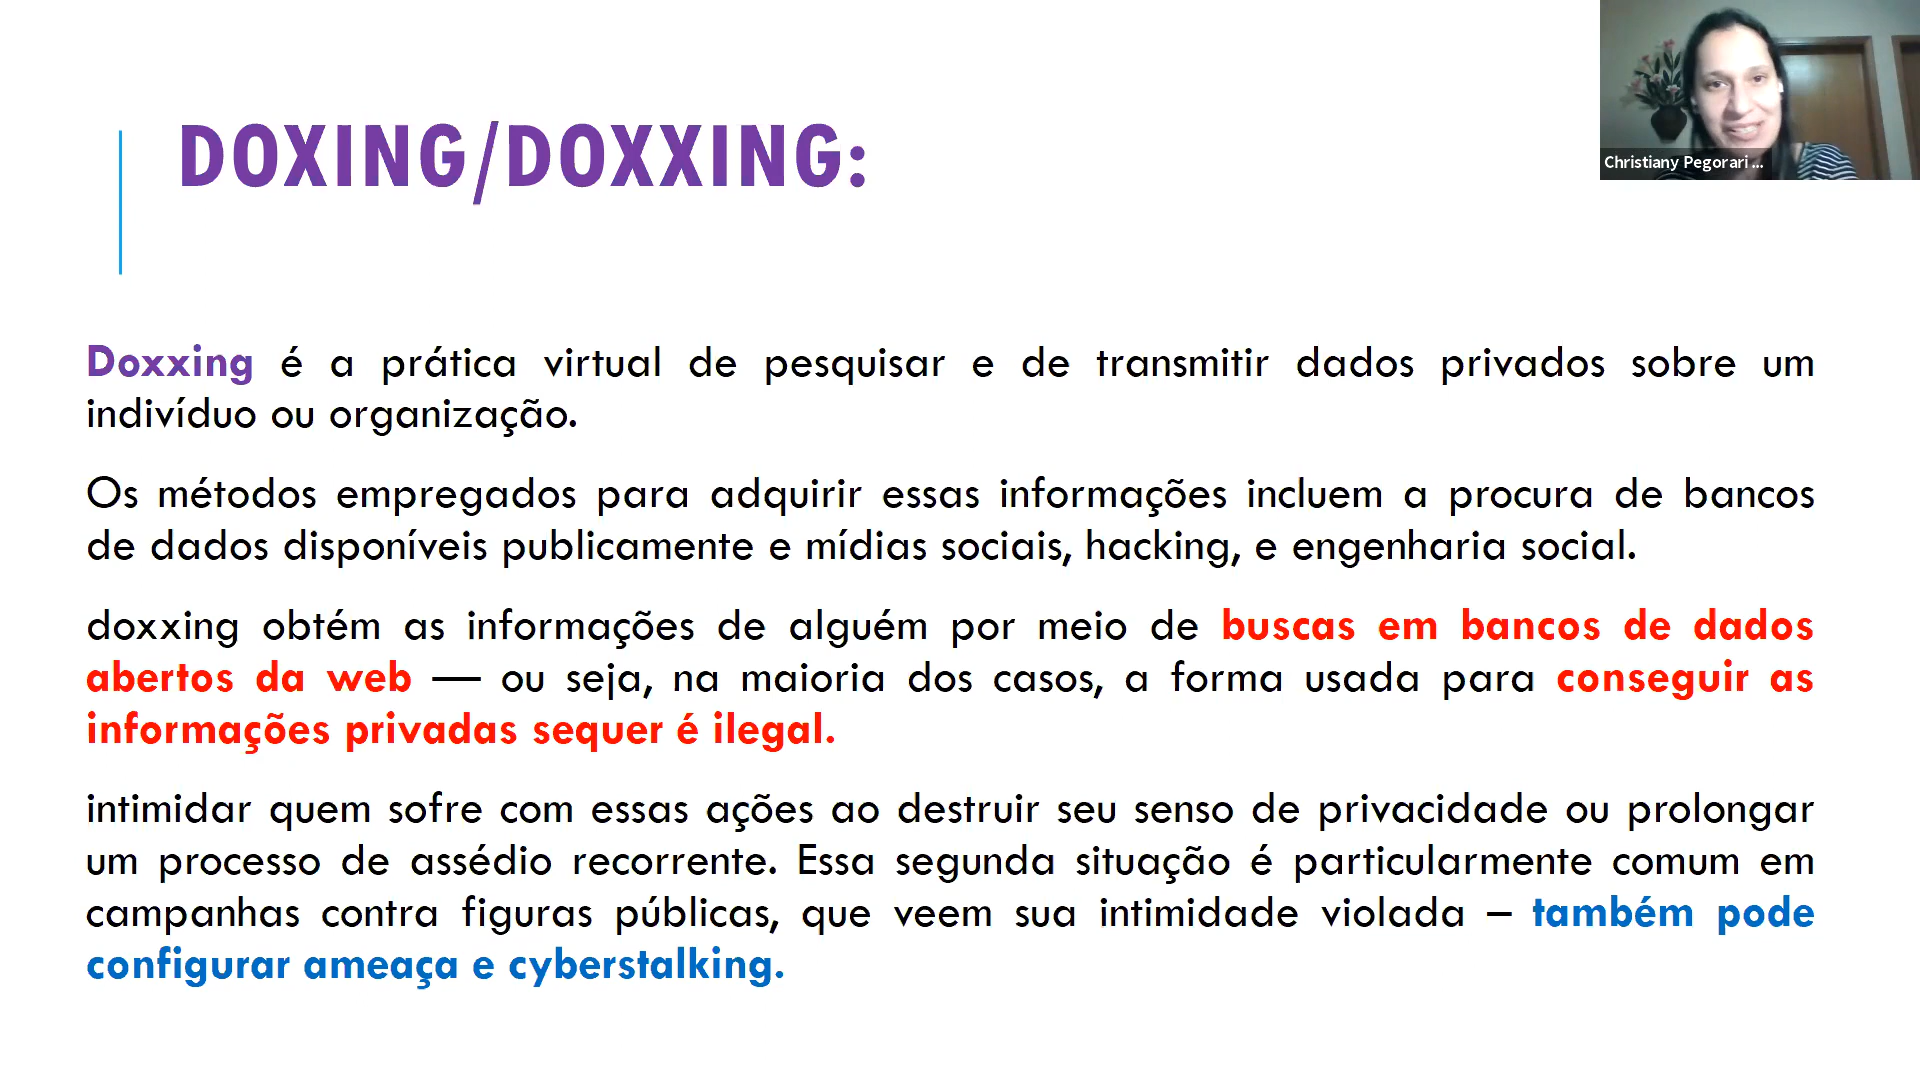 DOXING/DOXXING:
Christiany Pegorari ...
Doxxing é a prática virtual de pesquisar e de transmitir dados privados sobre um
indivíduo ou organização.
Os métodos empregados para adquirir essas informações incluem a procura de bancos
de dados disponíveis publicamente e mídias sociais, hacking, e engenharia social.
doxxing obtém as informações de alguém por meio de buscas em bancos de dados
abertos da web — ou seja, na maioria dos casos, a forma usada para conseguir as
informações privadas sequer é ilegal.
intimidar quem sofre com essas ações ao destruir seu senso de privacidade ou prolongar
um processo de assédio recorrente. Essa segunda situação é particularmente comum em
campanhas contra figuras públicas, que veem sua intimidade violada – também pode
configurar ameaça e cyberstalking.